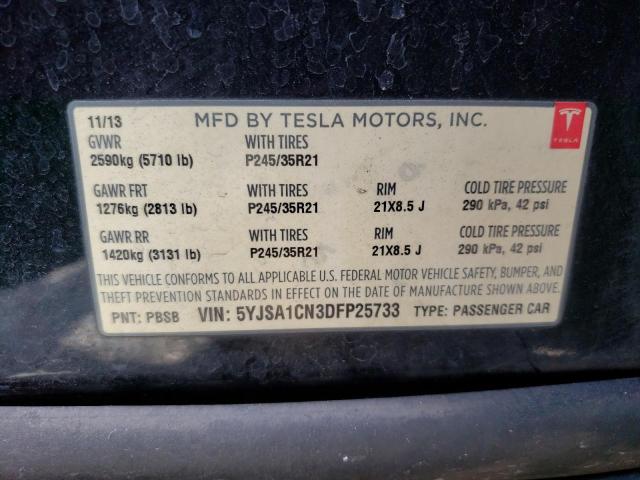 11/13 MFD BY TESLA MOTORS, INC.
TESLA
GVWR WITH TIRES
2590kg (5710 lb) P245/35R21
GAWR FRT WITH TIRES RIM COLD TIRE PRESSURE
1276kg (2813 lb) P245/35R21 21X8.5 J 290 kPa, 42 psi
GAWR RR WITH TIRES RIM COLD TIRE PRESSURE
1420kg (3131 lb) P245/35R21 21X8.5 J 290 kPa, 42 psi
THIS VEHICLE CONFORMS TO ALL APPLICABLE U.S. FEDERAL MOTOR VEHICLE SAFETY, BUMPER, AND
THEFT PREVENTION STANDARDS IN EFFECT ON THE DATE OF MANUFACTURE SHOWN ABOVE.
PNT: PBSB VIN: 5YJSA1CN3DFP25733 TYPE: PASSENGER CAR